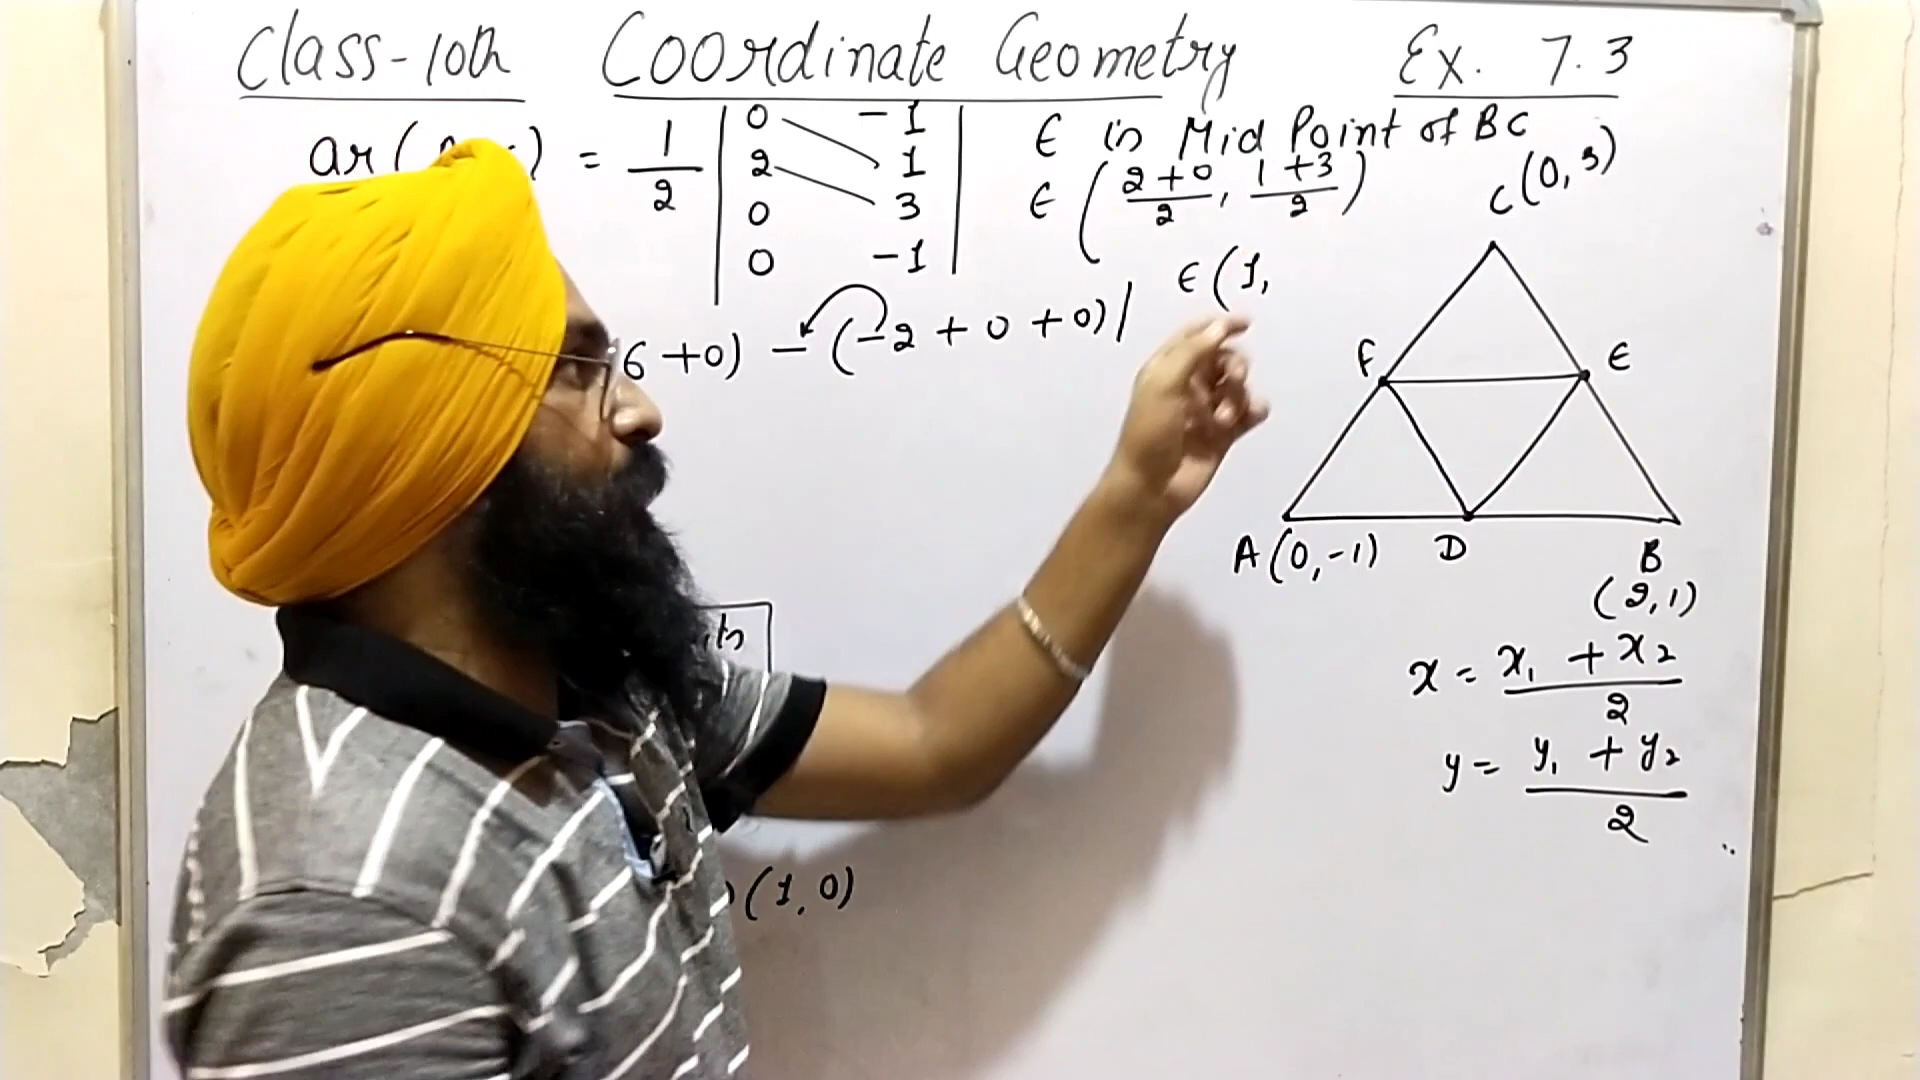 Class-10th Coordinate Geometry Ex. 7.3
ar( ) = 1/2 | 0 -1
2 1
0 3
0 -1 |
6 + 0) - (-2 + 0 + 0)|
D(1, 0)
E is Mid Point of BC
E ( 2+0/2, 1+3/2 )
E (1,
C (0, 3)
F E
A (0, -1) D B
(2, 1)
x = x₁ + x₂ / 2
y = y₁ + y₂ / 2